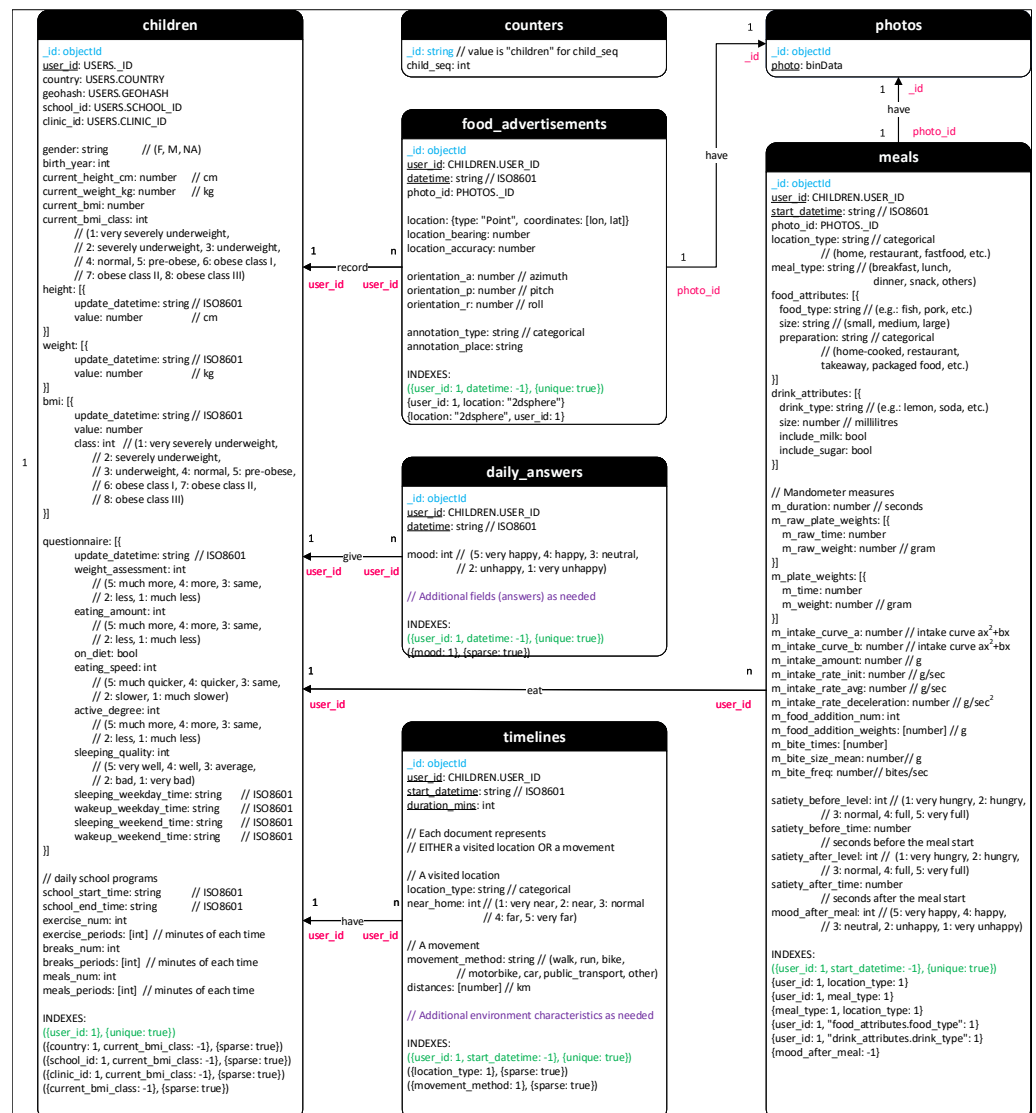 children
_id: objectId
user_id: USERS._ID
country: USERS.COUNTRY
geohash: USERS.GEOHASH
school_id: USERS.SCHOOL_ID
clinic_id: USERS.CLINIC_ID
gender: string // (F, M, NA)
birth_year: int
current_height_cm: number // cm
current_weight_kg: number // kg
current_bmi: number
current_bmi_class: int
// (1: very severely underweight,
// 2: severely underweight, 3: underweight,
// 4: normal, 5: pre-obese, 6: obese class I,
// 7: obese class II, 8: obese class III)
height: [{
update_datetime: string // ISO8601
value: number // cm
}]
weight: [{
update_datetime: string // ISO8601
value: number // kg
}]
bmi: [{
update_datetime: string // ISO8601
value: number
class: int // (1: very severely underweight,
// 2: severely underweight,
// 3: underweight, 4: normal, 5: pre-obese,
// 6: obese class I, 7: obese class II,
// 8: obese class III)
}]
questionnaire: [{
update_datetime: string // ISO8601
weight_assessment: int
// (5: much more, 4: more, 3: same,
// 2: less, 1: much less)
eating_amount: int
// (5: much more, 4: more, 3: same,
// 2: less, 1: much less)
on_diet: bool
eating_speed: int
// (5: much quicker, 4: quicker, 3: same,
// 2: slower, 1: much slower)
active_degree: int
// (5: much more, 4: more, 3: same,
// 2: less, 1: much less)
sleeping_quality: int
// (5: very well, 4: well, 3: average,
// 2: bad, 1: very bad)
sleeping_weekday_time: string // ISO8601
wakeup_weekday_time: string // ISO8601
sleeping_weekend_time: string // ISO8601
wakeup_weekend_time: string // ISO8601
}]
// daily school programs
school_start_time: string // ISO8601
school_end_time: string // ISO8601
exercise_num: int
exercise_periods: [int] // minutes of each time
breaks_num: int
breaks_periods: [int] // minutes of each time
meals_num: int
meals_periods: [int] // minutes of each time
INDEXES:
({user_id: 1}, {unique: true})
({country: 1, current_bmi_class: -1}, {sparse: true})
({school_id: 1, current_bmi_class: -1}, {sparse: true})
({clinic_id: 1, current_bmi_class: -1}, {sparse: true})
({current_bmi_class: -1}, {sparse: true})
1
counters
_id: string // value is "children" for child_seq
child_seq: int
food_advertisements
_id: objectId
user_id: CHILDREN.USER_ID
datetime: string // ISO8601
photo_id: PHOTOS._ID
location: {type: "Point", coordinates: [lon, lat]}
location_bearing: number
location_accuracy: number
orientation_a: number // azimuth
orientation_p: number // pitch
orientation_r: number // roll
annotation_type: string // categorical
annotation_place: string
INDEXES:
({user_id: 1, datetime: -1}, {unique: true})
{user_id: 1, location: "2dsphere"}
{location: "2dsphere", user_id: 1}
1 n
record
user_id user_id
daily_answers
_id: objectId
user_id: CHILDREN.USER_ID
datetime: string // ISO8601
mood: int // (5: very happy, 4: happy, 3: neutral,
// 2: unhappy, 1: very unhappy)
// Additional fields (answers) as needed
INDEXES:
({user_id: 1, datetime: -1}, {unique: true})
({mood: 1}, {sparse: true})
1 n
give
user_id user_id
1 n
eat
user_id user_id
timelines
_id: objectId
user_id: CHILDREN.USER_ID
start_datetime: string // ISO8601
duration_mins: int
// Each document represents
// EITHER a visited location OR a movement
// A visited location
location_type: string // categorical
near_home: int // (1: very near, 2: near, 3: normal
// 4: far, 5: very far)
// A movement
movement_method: string // (walk, run, bike,
// motorbike, car, public_transport, other)
distances: [number] // km
// Additional environment characteristics as needed
INDEXES:
({user_id: 1, start_datetime: -1}, {unique: true})
({location_type: 1}, {sparse: true})
({movement_method: 1}, {sparse: true})
1 n
have
user_id user_id
1
_id
have
1
photo_id
photos
_id: objectId
photo: binData
1 _id
have
1 photo_id
meals
_id: objectId
user_id: CHILDREN.USER_ID
start_datetime: string // ISO8601
photo_id: PHOTOS._ID
location_type: string // categorical
// (home, restaurant, fastfood, etc.)
meal_type: string // (breakfast, lunch,
dinner, snack, others)
food_attributes: [{
food_type: string // (e.g.: fish, pork, etc.)
size: string // (small, medium, large)
preparation: string // categorical
// (home-cooked, restaurant,
takeaway, packaged food, etc.)
}]
drink_attributes: [{
drink_type: string // (e.g.: lemon, soda, etc.)
size: number // millilitres
include_milk: bool
include_sugar: bool
}]
// Mandometer measures
m_duration: number // seconds
m_raw_plate_weights: [{
m_raw_time: number
m_raw_weight: number // gram
}]
m_plate_weights: [{
m_time: number
m_weight: number // gram
}]
m_intake_curve_a: number // intake curve ax²+bx
m_intake_curve_b: number // intake curve ax²+bx
m_intake_amount: number // g
m_intake_rate_init: number // g/sec
m_intake_rate_avg: number // g/sec
m_intake_rate_deceleration: number // g/sec²
m_food_addition_num: int
m_food_addition_weights: [number] // g
m_bite_times: [number]
m_bite_size_mean: number// g
m_bite_freq: number// bites/sec
satiety_before_level: int // (1: very hungry, 2: hungry,
// 3: normal, 4: full, 5: very full)
satiety_before_time: number
// seconds before the meal start
satiety_after_level: int // (1: very hungry, 2: hungry,
// 3: normal, 4: full, 5: very full)
satiety_after_time: number
// seconds after the meal start
mood_after_meal: int // (5: very happy, 4: happy,
// 3: neutral, 2: unhappy, 1: very unhappy)
INDEXES:
({user_id: 1, start_datetime: -1}, {unique: true})
{user_id: 1, location_type: 1}
{user_id: 1, meal_type: 1}
{meal_type: 1, location_type: 1}
{user_id: 1, "food_attributes.food_type": 1}
{user_id: 1, "drink_attributes.drink_type": 1}
{mood_after_meal: -1}